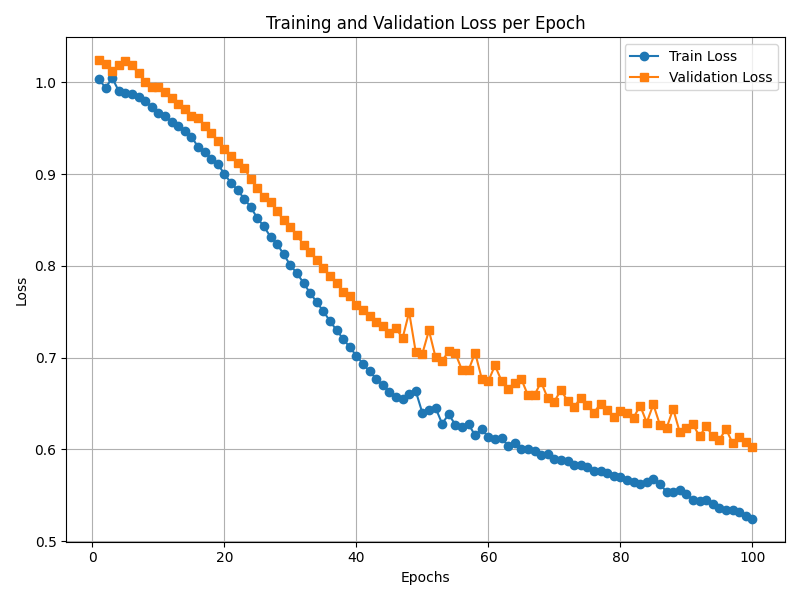 Training and Validation Loss per Epoch
Train Loss
Validation Loss
1.0
0.9
0.8
0.7
0.6
0.5
Loss
0 20 40 60 80 100
Epochs